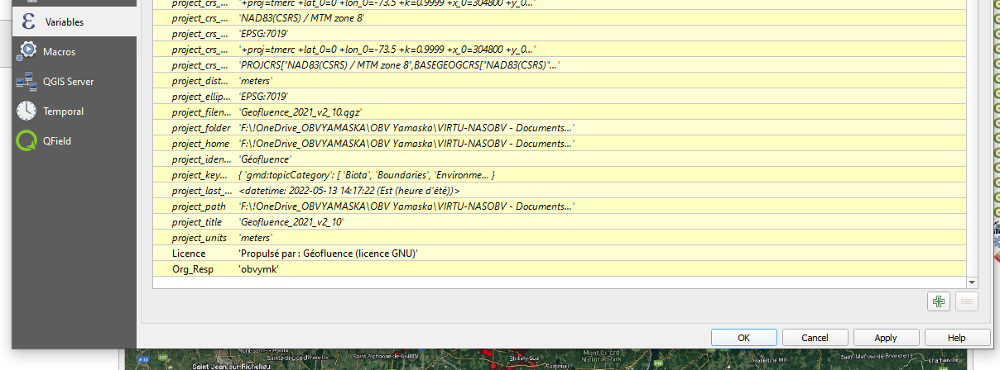 project_crs_... '+proj=tmerc +lat_0=0 +lon_0=-73.5 +k=0.9999 +x_0=304800 +y_0...'
Variables
project_crs_... 'NAD83(CSRS) / MTM zone 8'
project_crs_... 'EPSG:7019'
Macros
project_crs_... '+proj=tmerc +lat_0=0 +lon_0=-73.5 +k=0.9999 +x_0=304800 +y_0...'
project_crs_... 'PROJCRS["NAD83(CSRS) / MTM zone 8",BASEGEOGCRS["NAD83(CSRS)"...'
QGIS Server
project_dist... 'meters'
project_ellip... 'EPSG:7019'
Temporal
project_filen... 'Geofluence_2021_v2_10.qgz'
project_folder 'F:\!OneDrive_OBVYAMASKA\OBV Yamaska\VIRTU-NASOBV - Documents...'
QField
project_home 'F:\!OneDrive_OBVYAMASKA\OBV Yamaska\VIRTU-NASOBV - Documents...'
project_iden... 'Géofluence'
project_key... { 'gmd:topicCategory': [ 'Biota', 'Boundaries', 'Environme... }
project_last_... <datetime: 2022-05-13 14:17:22 (Est (heure d'été))>
project_path 'F:\!OneDrive_OBVYAMASKA\OBV Yamaska\VIRTU-NASOBV - Documents...'
project_title 'Geofluence_2021_v2_10'
project_units 'meters'
Licence 'Propulsé par : Géofluence (licence GNU)'
Org_Resp 'obvymk'
OK Cancel Apply Help
Mont Orford
National Park
Saint-Jean-sur-Richelieu